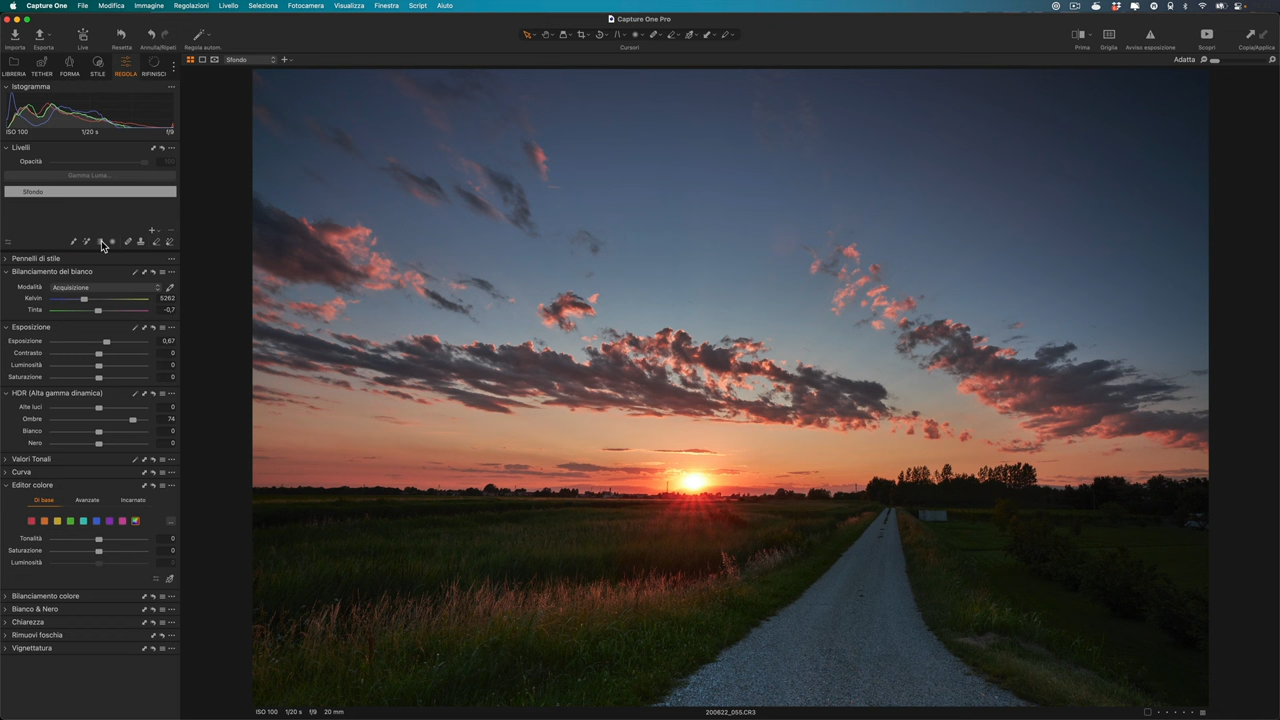 Capture One File Modifica Immagine Regolazioni Livello Seleziona Fotocamera Visualizza Finestra Script Aiuto
Capture One Pro
Importa Esporta Live Resetta Annulla/Ripeti Regola autom. Cursori Prima Griglia Avviso esposizione Scopri Copia/Applica
LIBRERIA TETHER FORMA STILE REGOLA RIFINISCI
Sfondo
Adatta
Istogramma
ISO 100 1/20 s f/9
Livelli
Opacità 100
Gamma Luma...
Sfondo
Pennelli di stile
Bilanciamento del bianco
Modalità Acquisizione
Kelvin 5262
Tinta -0,7
Esposizione
Esposizione 0,67
Contrasto 0
Luminosità 0
Saturazione 0
HDR (Alta gamma dinamica)
Alte luci 0
Ombre 74
Bianco 0
Nero 0
Valori Tonali
Curva
Editor colore
Di base Avanzate Incarnato
Tonalità 0
Saturazione 0
Luminosità 0
Bilanciamento colore
Bianco & Nero
Chiarezza
Rimuovi foschia
Vignettatura
ISO 100 1/20 s f/9 20 mm
200622_055.CR3